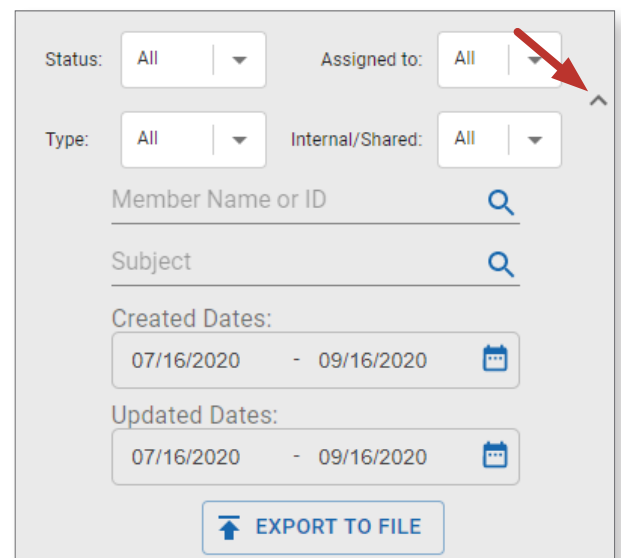 Status: All Assigned to: All
Type: All Internal/Shared: All
Member Name or ID
Subject
Created Dates:
07/16/2020 - 09/16/2020
Updated Dates:
07/16/2020 - 09/16/2020
EXPORT TO FILE